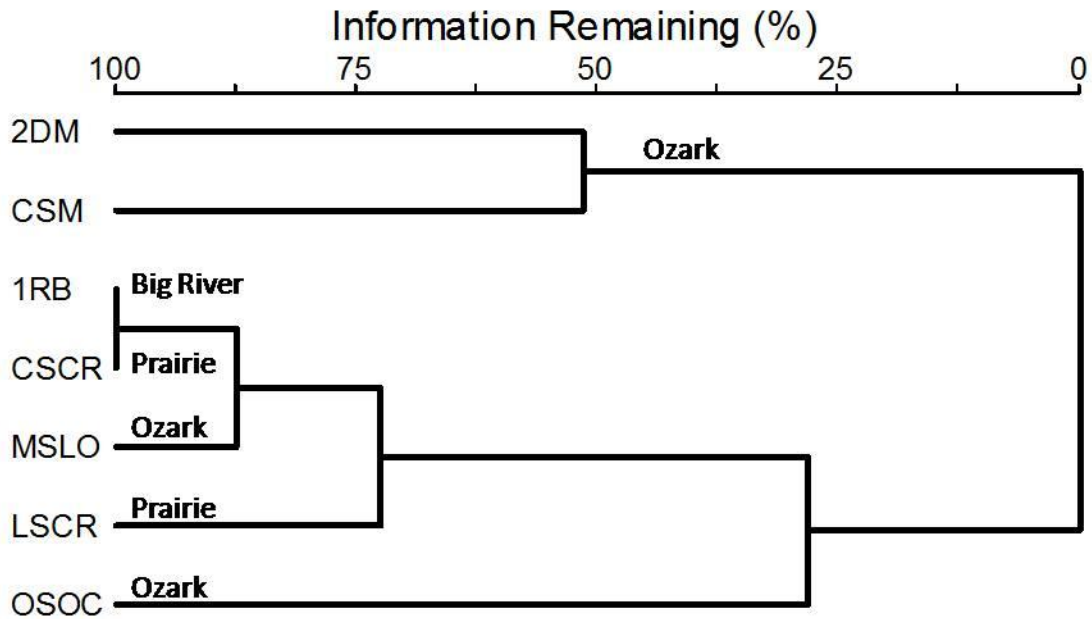 Information Remaining (%)
100 75 50 25 0
2DM
Ozark
CSM
1RB Big River
CSCR Prairie
MSLO Ozark
LSCR Prairie
OSOC Ozark